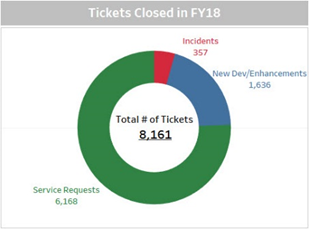 Tickets Closed in FY18
Incidents
357
New Dev/Enhancements
1,636
Total # of Tickets
8,161
Service Requests
6,168